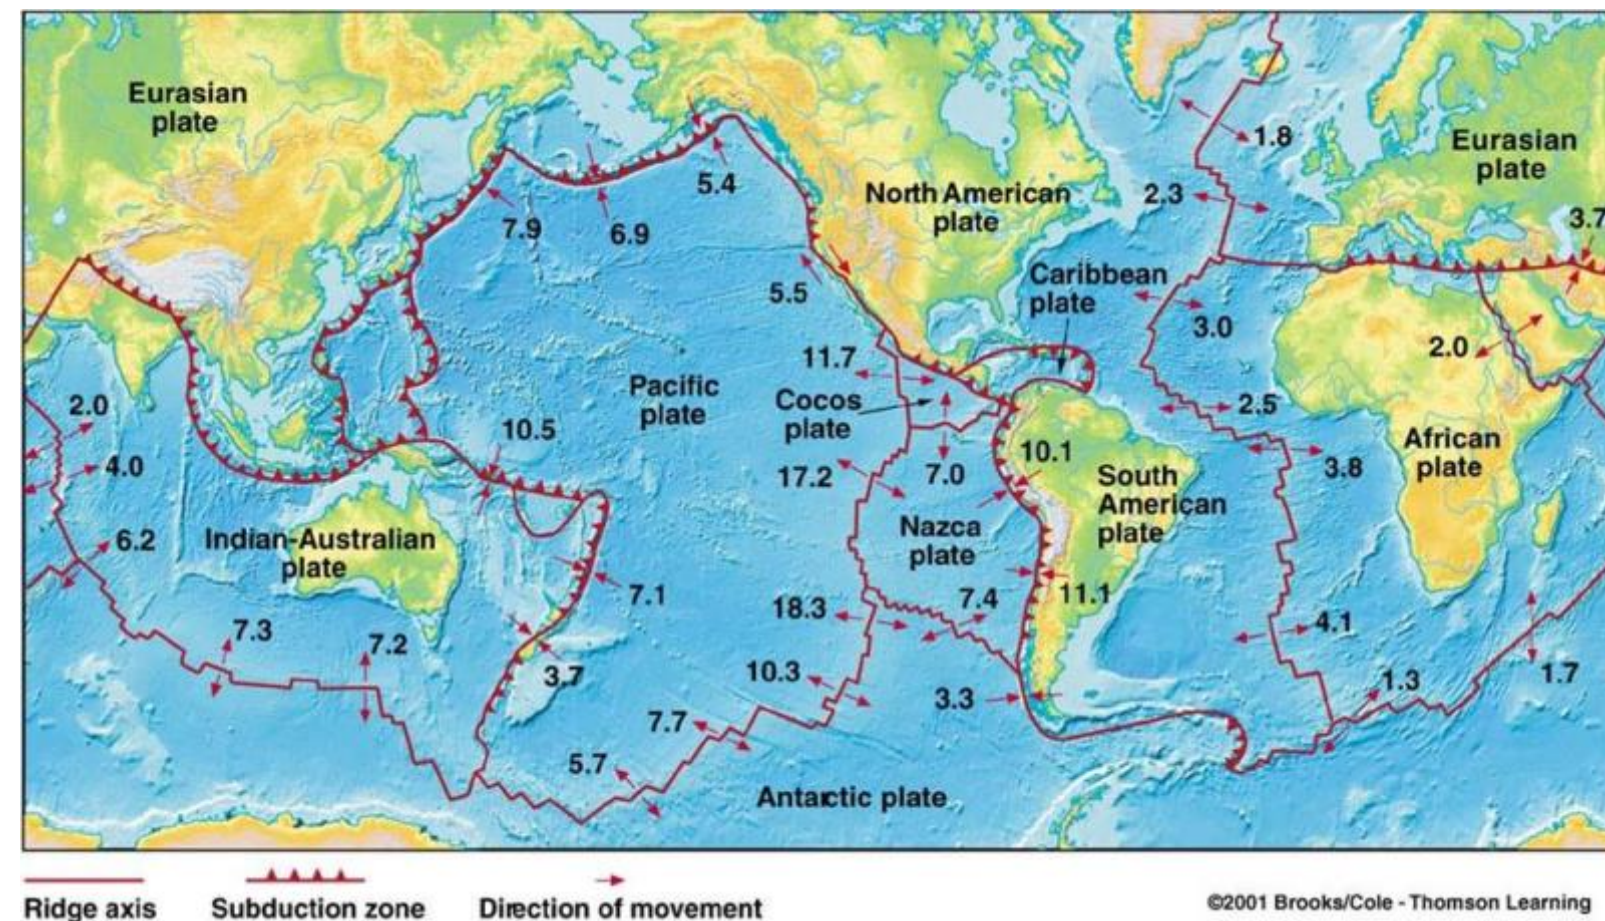 Eurasian
plate
1.8
Eurasian
plate
5.4
North American
plate
2.3
7.9
6.9
3.7
Caribbean
plate
5.5
3.0
2.0
11.7
Pacific
plate
Cocos
plate
2.0
2.5
10.5
4.0
10.1
African
plate
17.2
7.0
South
American
plate
3.8
6.2
Indian-Australian
plate
Nazca
plate
7.1
7.4
11.1
18.3
7.3
7.2
4.1
3.7
10.3
3.3
1.3
1.7
7.7
5.7
Antarctic plate
Ridge axis
Subduction zone
Direction of movement
©2001 Brooks/Cole - Thomson Learning